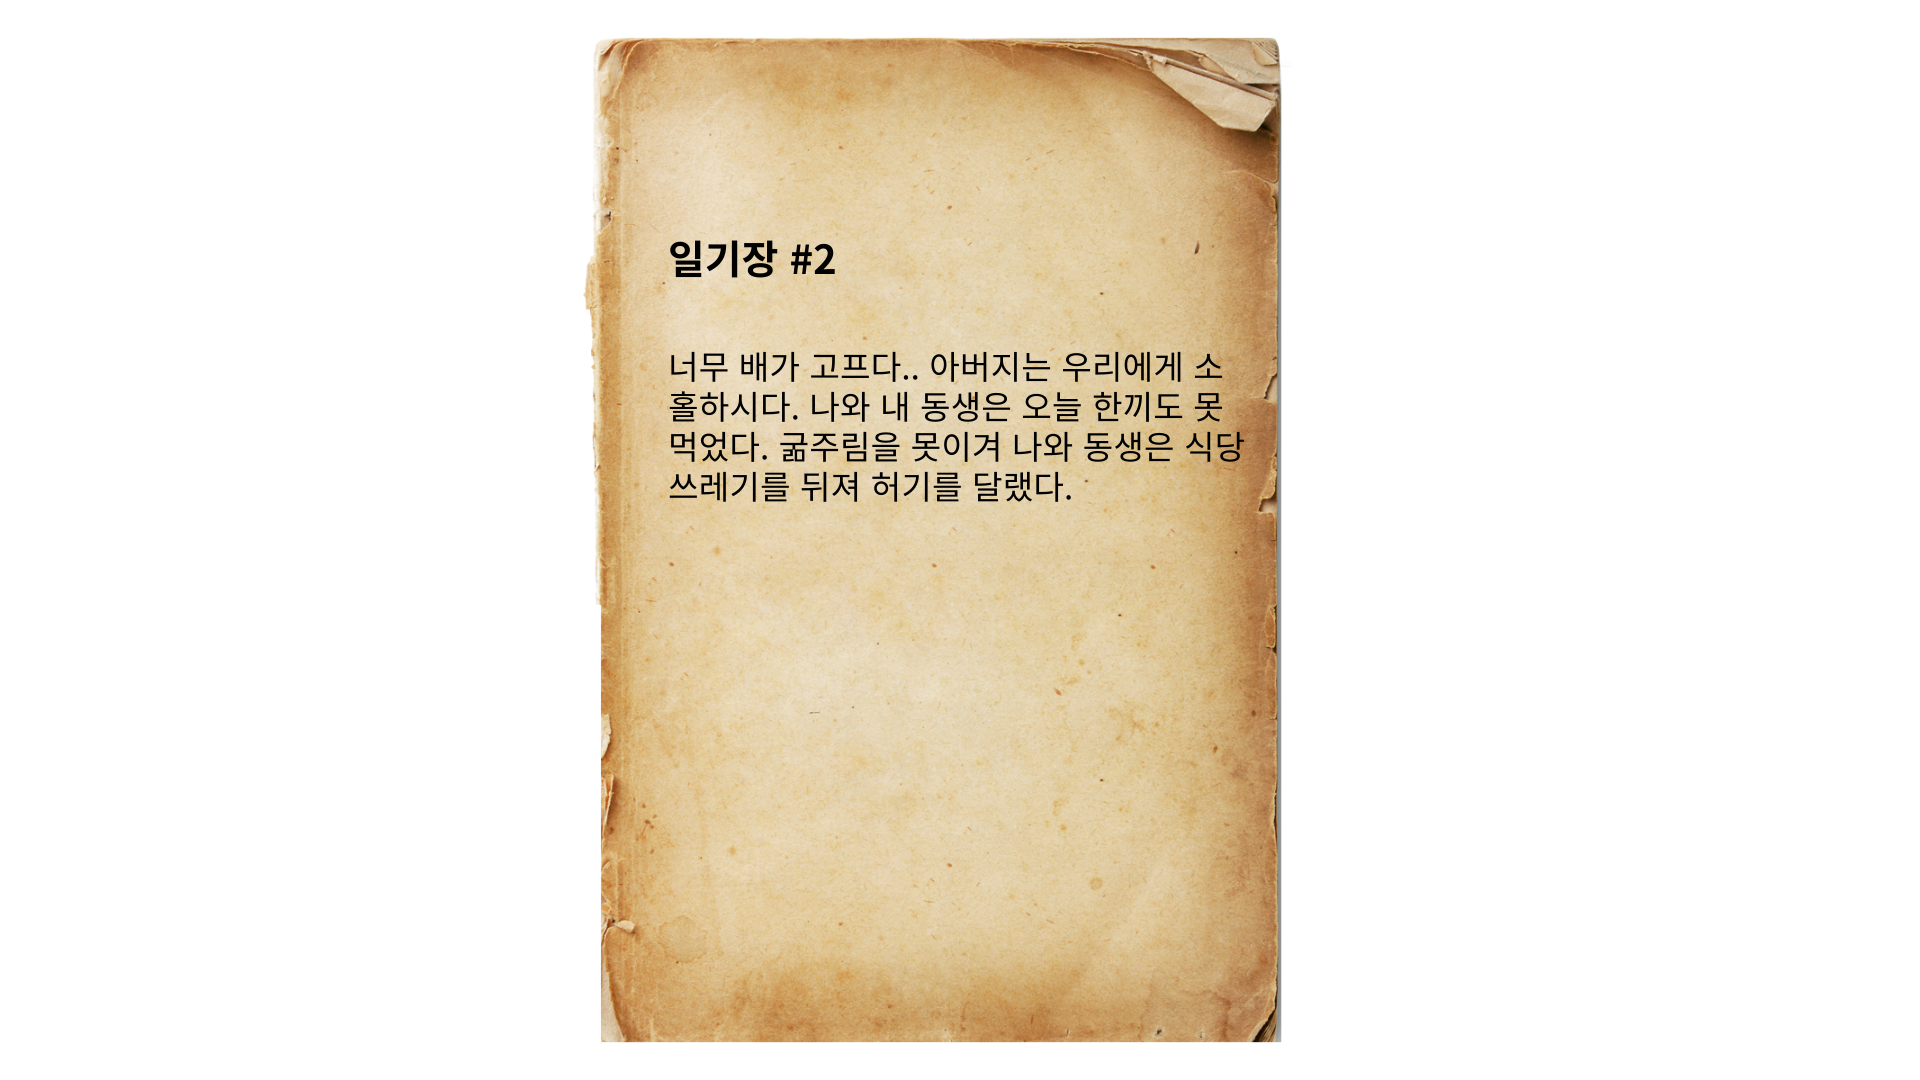 일기장 #2
너무 배가 고프다.. 아버지는 우리에게 소
홀하시다. 나와 내 동생은 오늘 한끼도 못
먹었다. 굶주림을 못이겨 나와 동생은 식당
쓰레기를 뒤져 허기를 달랬다.